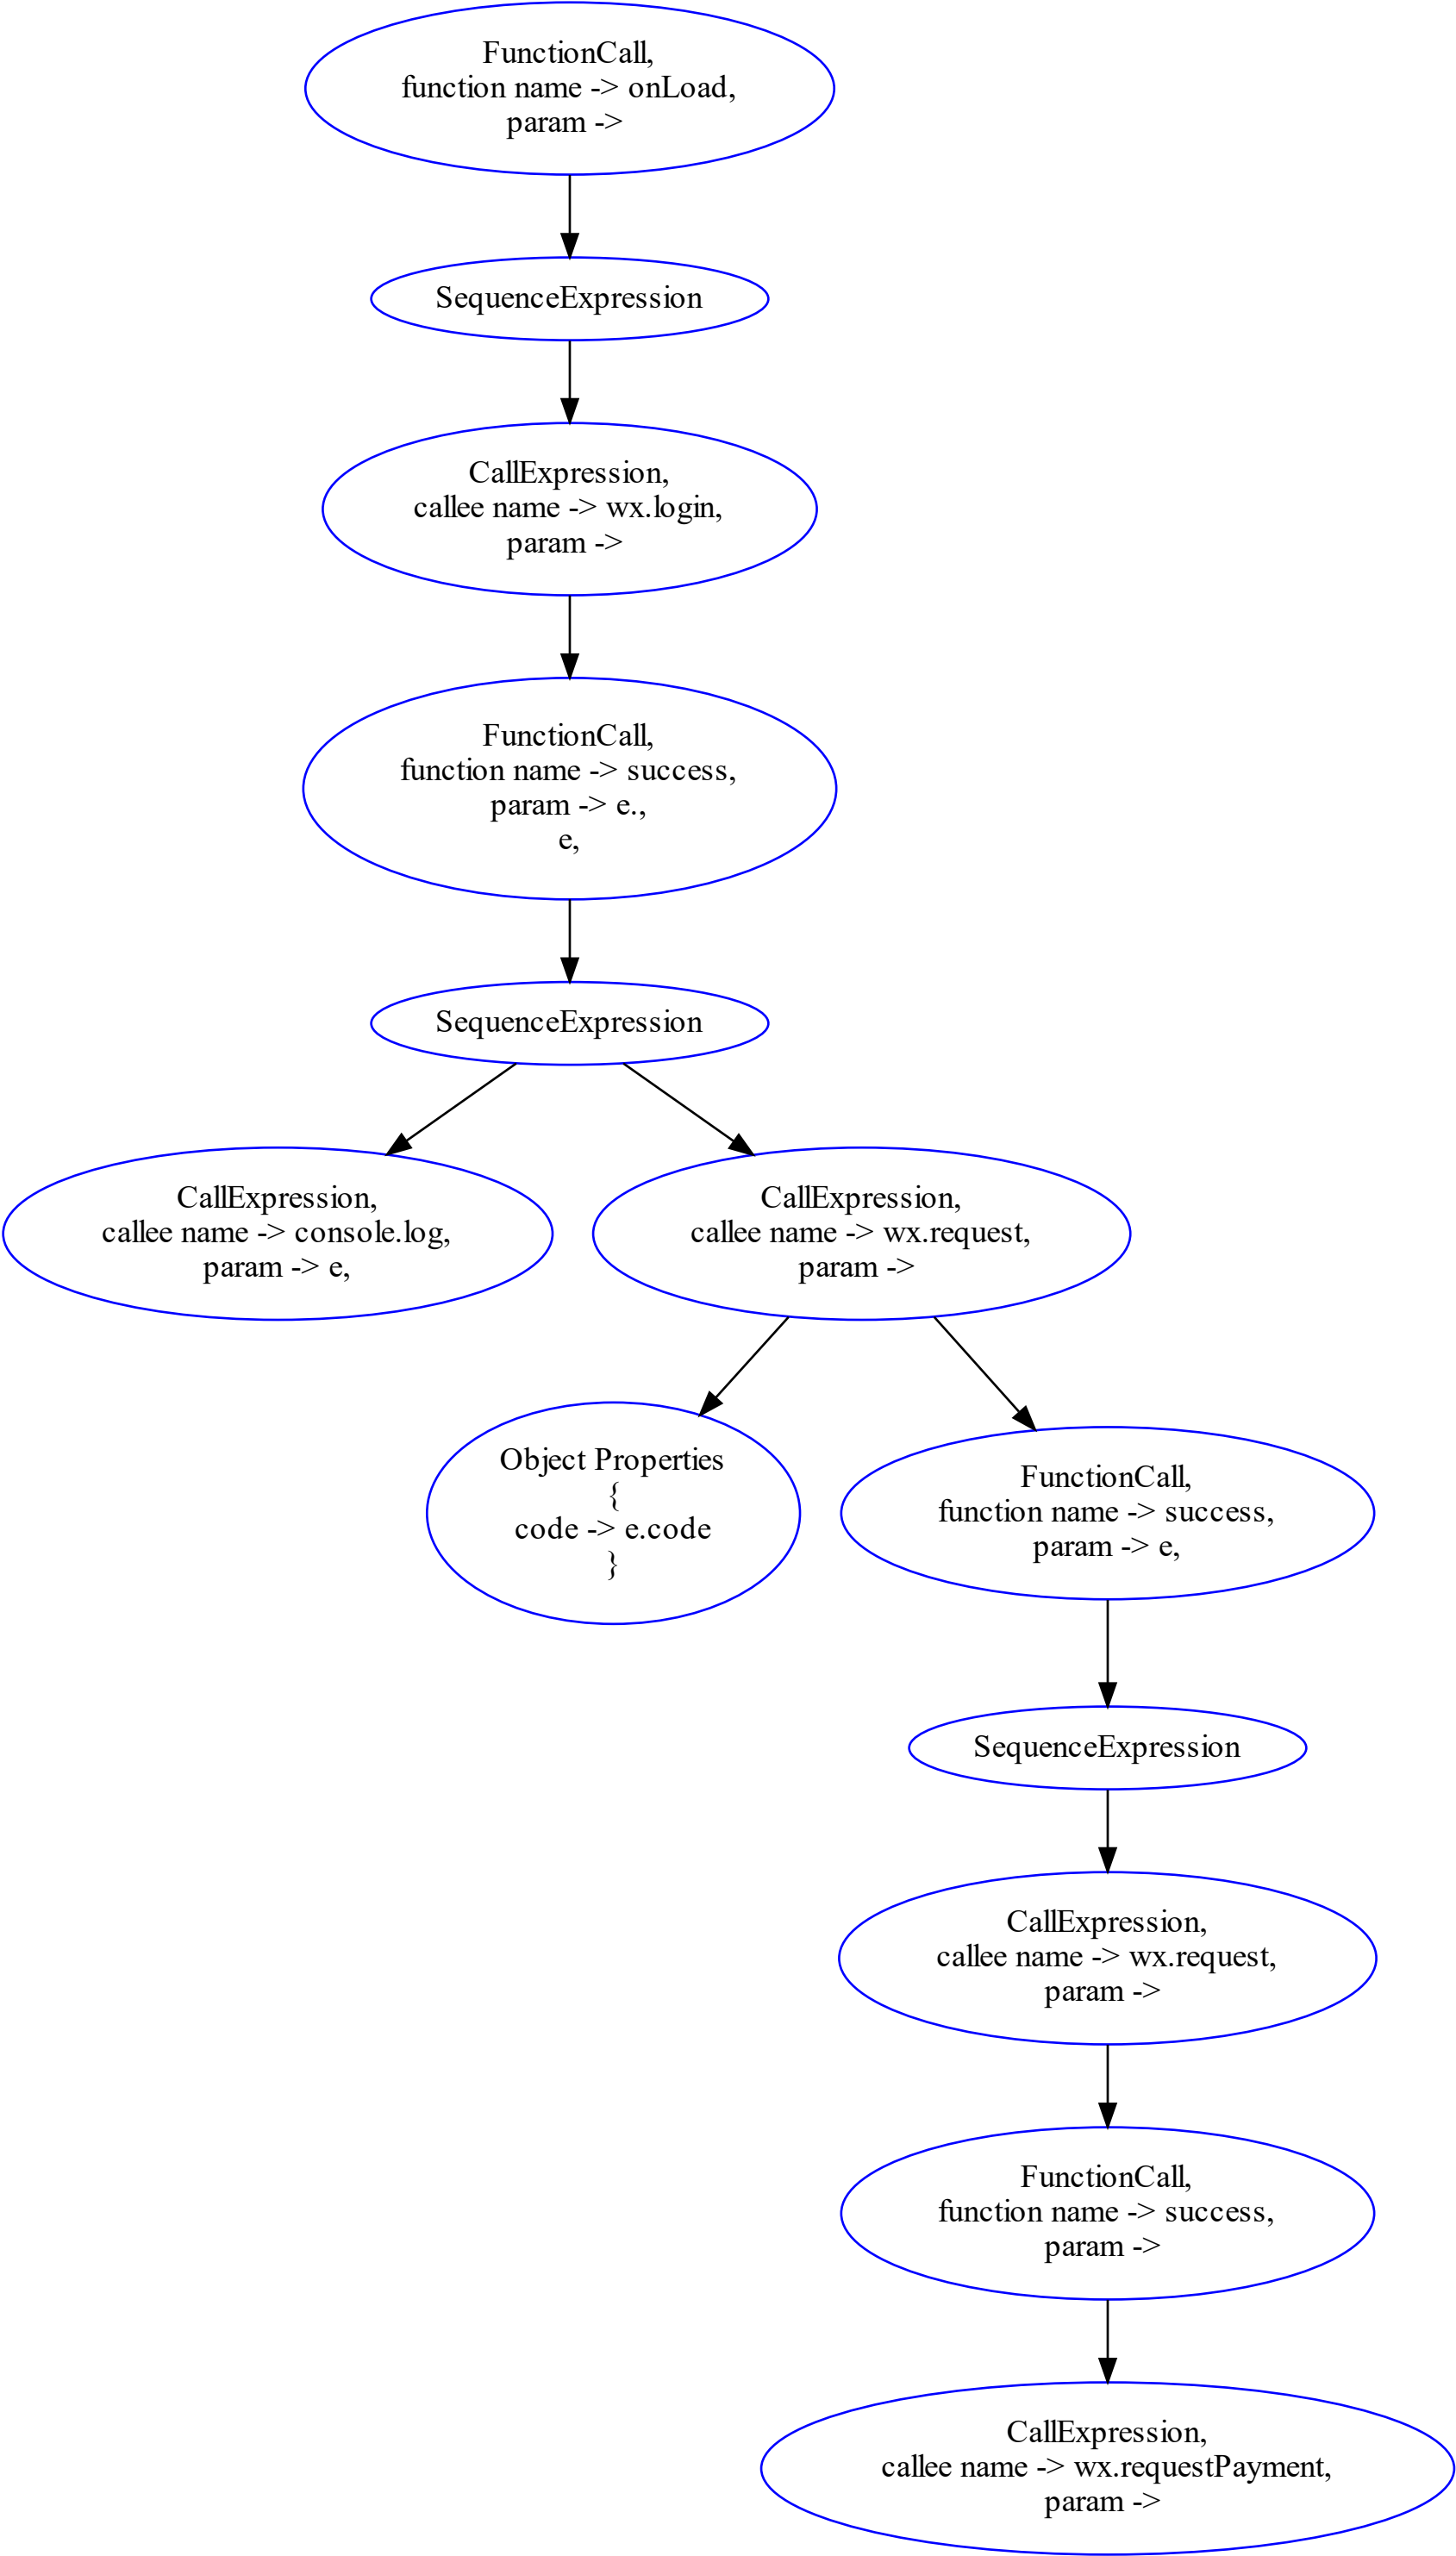 FunctionCall,
function name -> onLoad,
param ->
SequenceExpression
CallExpression,
callee name -> wx.login,
param ->
FunctionCall,
function name -> success,
param -> e.,
e,
SequenceExpression
CallExpression,
callee name -> console.log,
param -> e,
CallExpression,
callee name -> wx.request,
param ->
Object Properties
{
code -> e.code
}
FunctionCall,
function name -> success,
param -> e,
SequenceExpression
CallExpression,
callee name -> wx.request,
param ->
FunctionCall,
function name -> success,
param ->
CallExpression,
callee name -> wx.requestPayment,
param ->